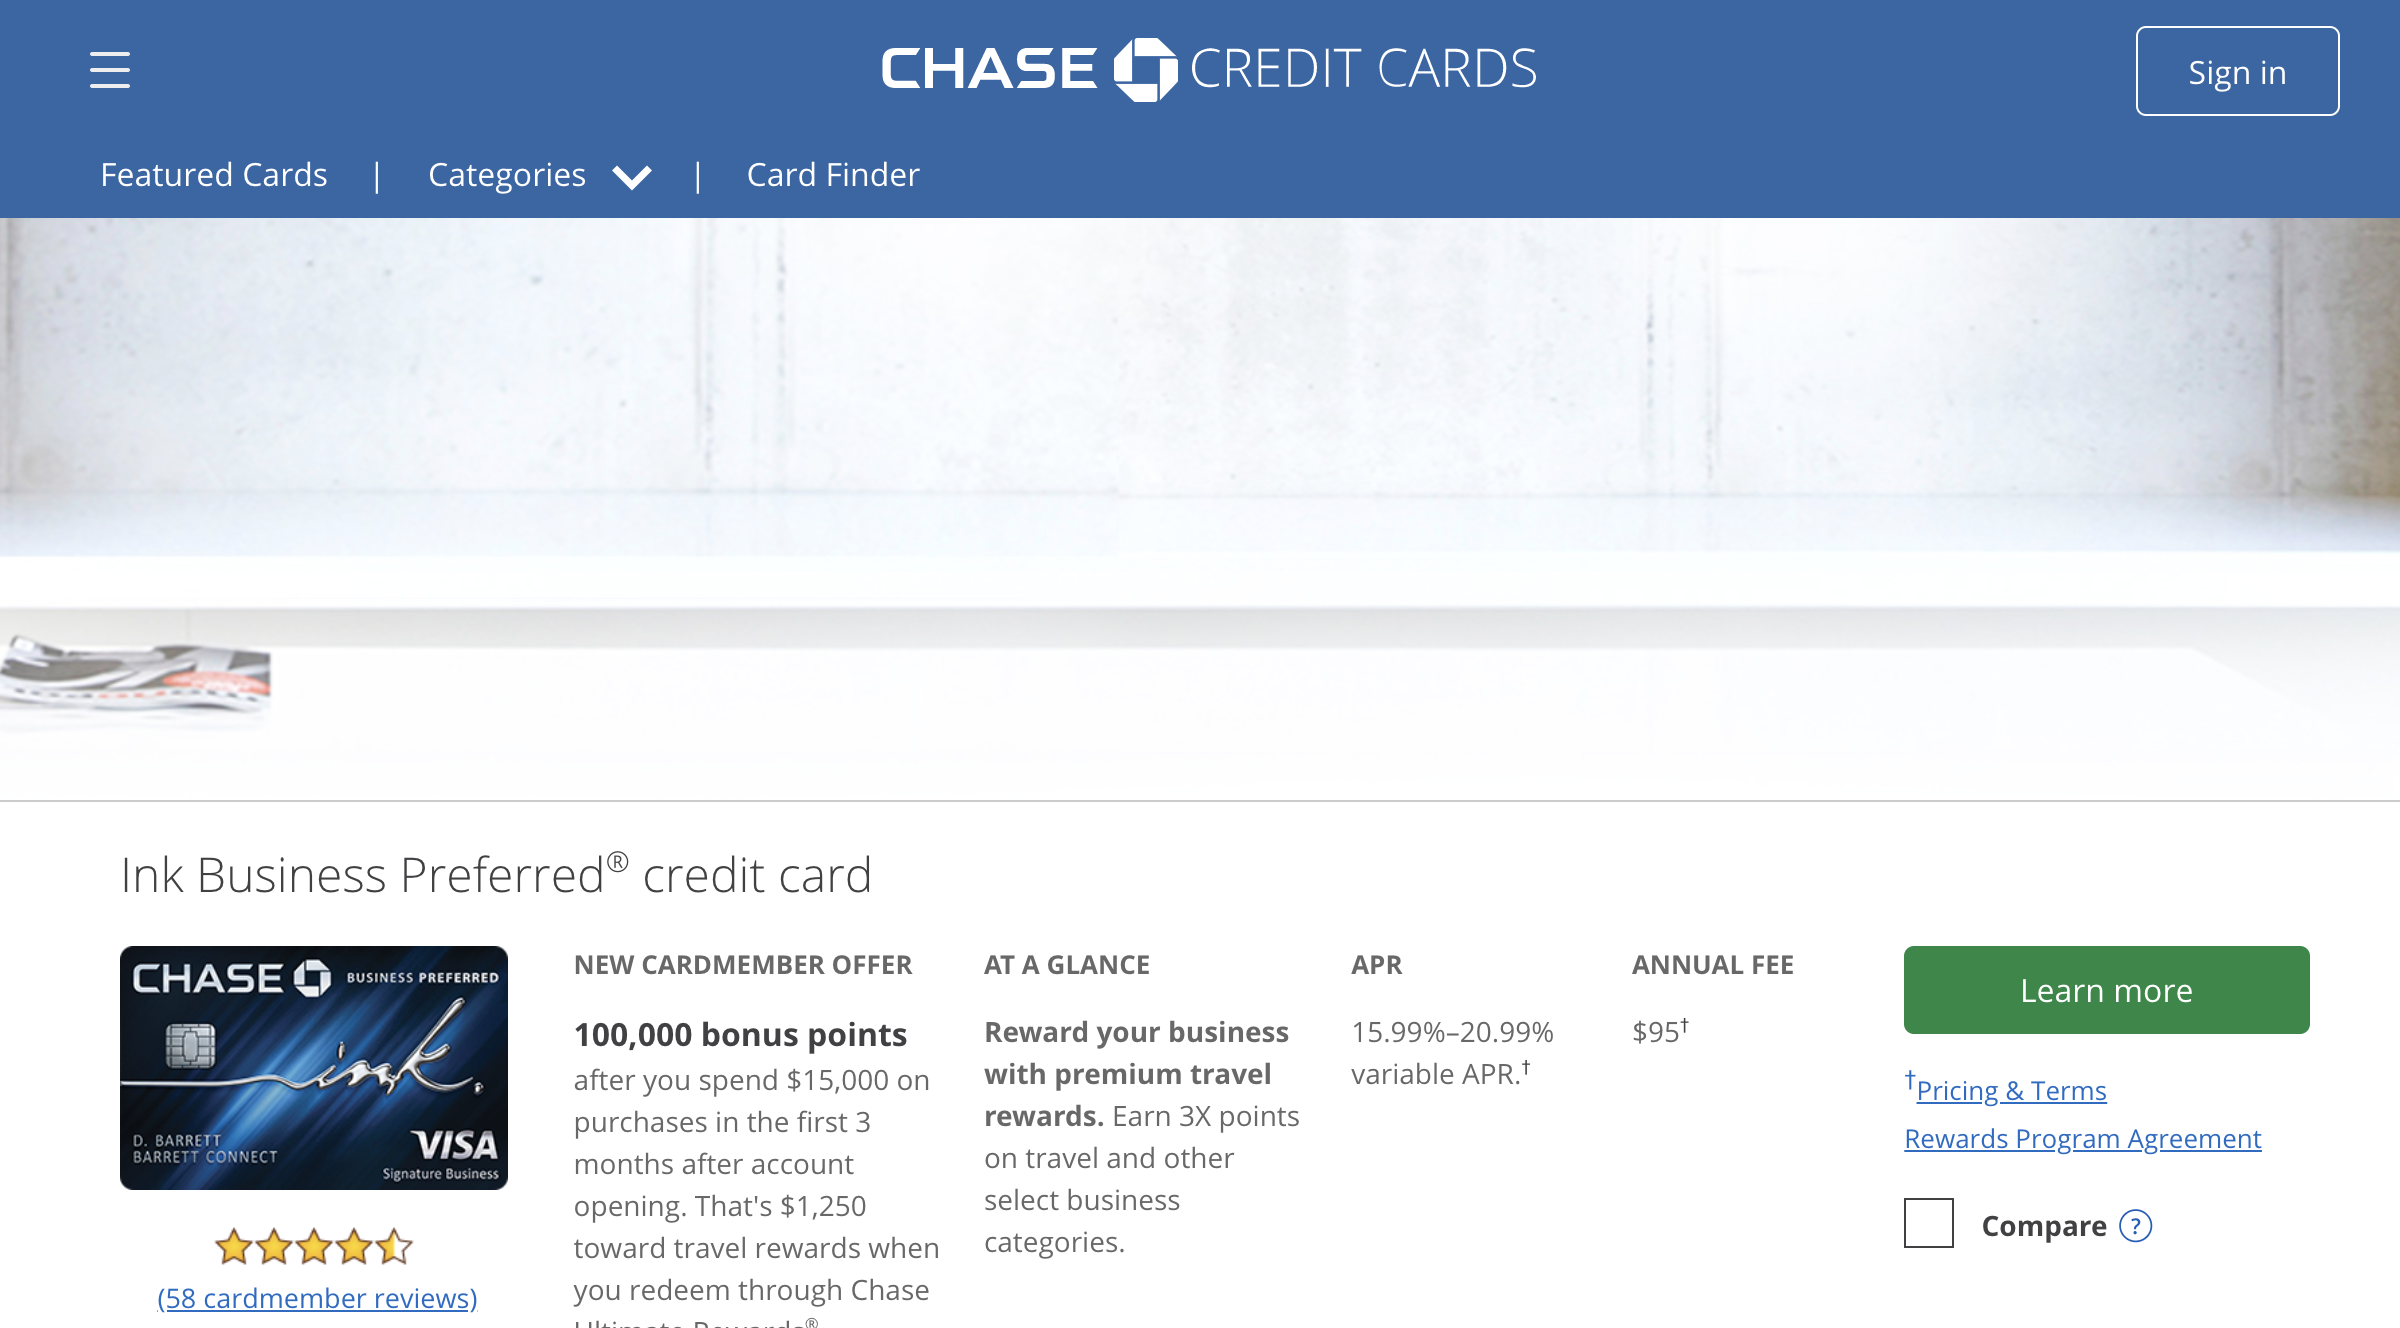 CHASE CREDIT CARDS
Sign in
Featured Cards | Categories | Card Finder
Ink Business Preferred® credit card
CHASE BUSINESS PREFERRED
ink.
D. BARRETT
BARRETT CONNECT
VISA
Signature Business
(58 cardmember reviews)
NEW CARDMEMBER OFFER
100,000 bonus points
after you spend $15,000 on
purchases in the first 3
months after account
opening. That's $1,250
toward travel rewards when
you redeem through Chase
Ultimate Rewards®
AT A GLANCE
Reward your business
with premium travel
rewards. Earn 3X points
on travel and other
select business
categories.
APR
15.99%–20.99%
variable APR.†
ANNUAL FEE
$95†
Learn more
†Pricing & Terms
Rewards Program Agreement
Compare ?